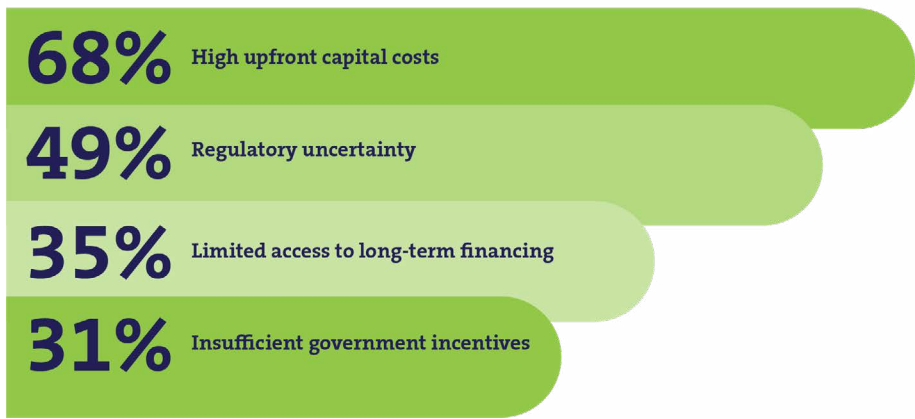 68% High upfront capital costs
49% Regulatory uncertainty
35% Limited access to long-term financing
31% Insufficient government incentives